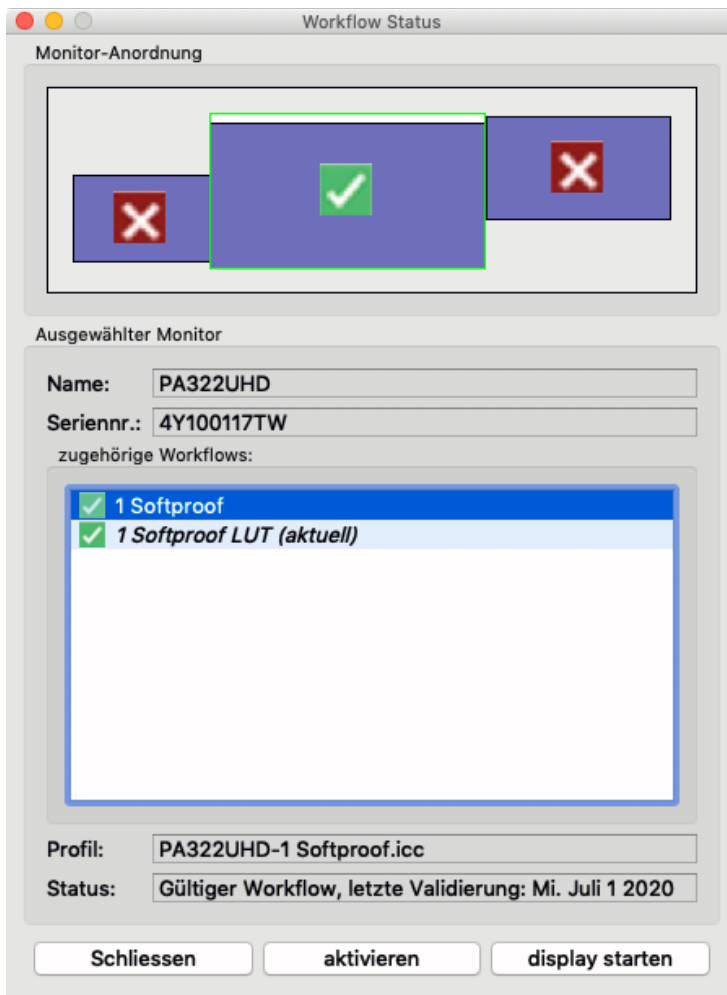 Workflow Status
Monitor-Anordnung
Ausgewählter Monitor
Name: PA322UHD
Seriennr.: 4Y100117TW
zugehörige Workflows:
1 Softproof
1 Softproof LUT (aktuell)
Profil: PA322UHD-1 Softproof.icc
Status: Gültiger Workflow, letzte Validierung: Mi. Juli 1 2020
Schliessen aktivieren display starten